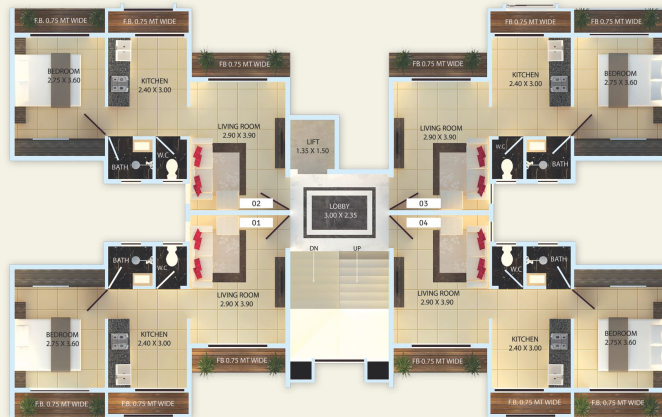 F.B. 0.75 MT WIDE
F.B. 0.75 MT WIDE
FB 0.75 MT WIDE
FB 0.75 MT WIDE
FB 0.75 MT WIDE
FB 0.75 MT WIDE
BEDROOM
2.75 X 3.60
KITCHEN
2.40 X 3.00
KITCHEN
2.40 X 3.00
BEDROOM
2.75 X 3.60
LIVING ROOM
2.90 X 3.90
LIFT
1.35 X 1.50
LIVING ROOM
2.90 X 3.90
BATH
W.C
W.C
BATH
02
LOBBY
3.00 X 2.35
03
01
04
DN
UP
BATH
W.C
W.C
BATH
LIVING ROOM
2.90 X 3.90
LIVING ROOM
2.90 X 3.90
BEDROOM
2.75 X 3.60
KITCHEN
2.40 X 3.00
KITCHEN
2.40 X 3.00
BEDROOM
2.75X 3.60
FB 0.75 MT WIDE
FB 0.75 MT WIDE
F.B. 0.75 MT WIDE
F.B. 0.75 MT WIDE
F.B. 0.75 MT WIDE
F.B. 0.75 MT WIDE